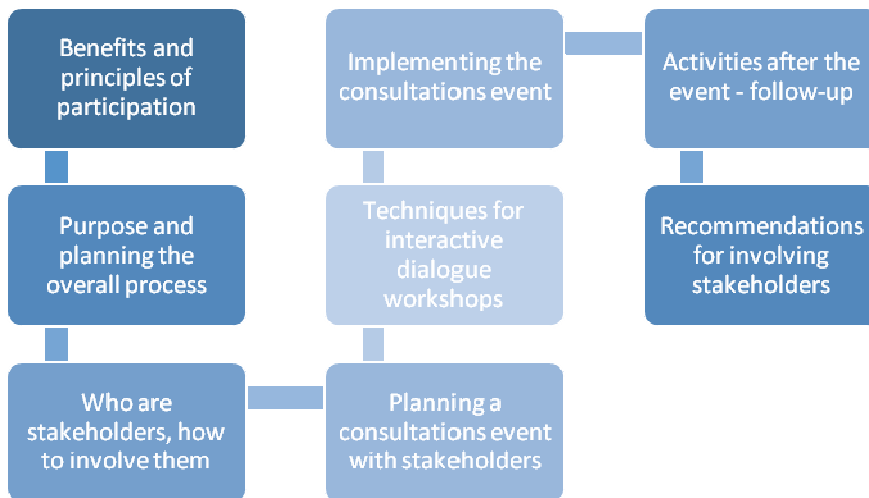 Benefits and
principles of
participation
Purpose and
planning the
overall process
Who are
stakeholders, how
to involve them
Planning a
consultations event
with stakeholders
Techniques for
interactive
dialogue
workshops
Implementing the
consultations event
Activities after the
event - follow-up
Recommendations
for involving
stakeholders